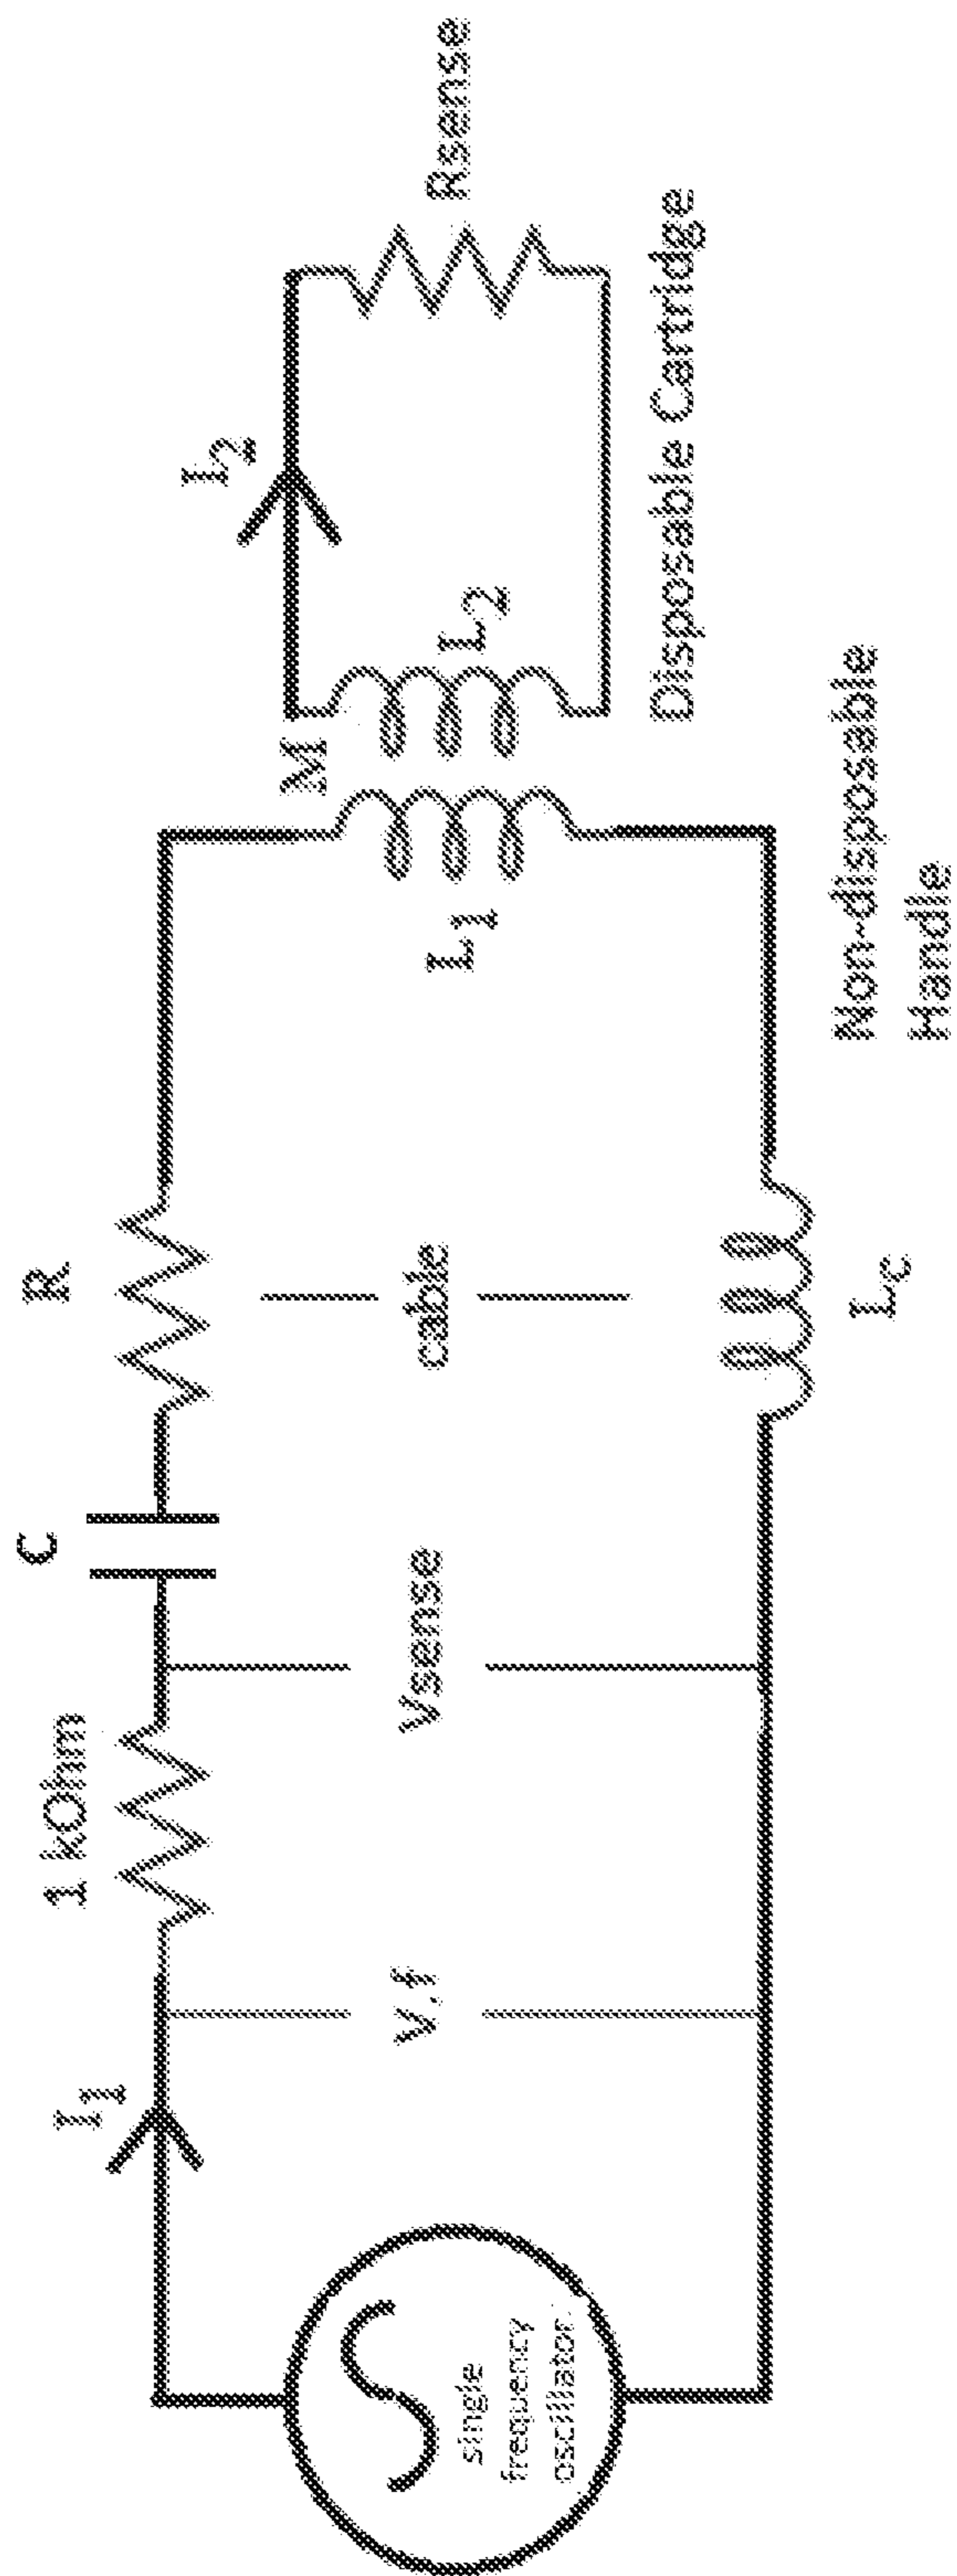 single
frequency
oscillator
I1
V,f
1 kOhm
Vsense
C
R
cable
LC
L1
M
L2
I2
Rsense
Disposable Cartridge
Non-disposable
Handle